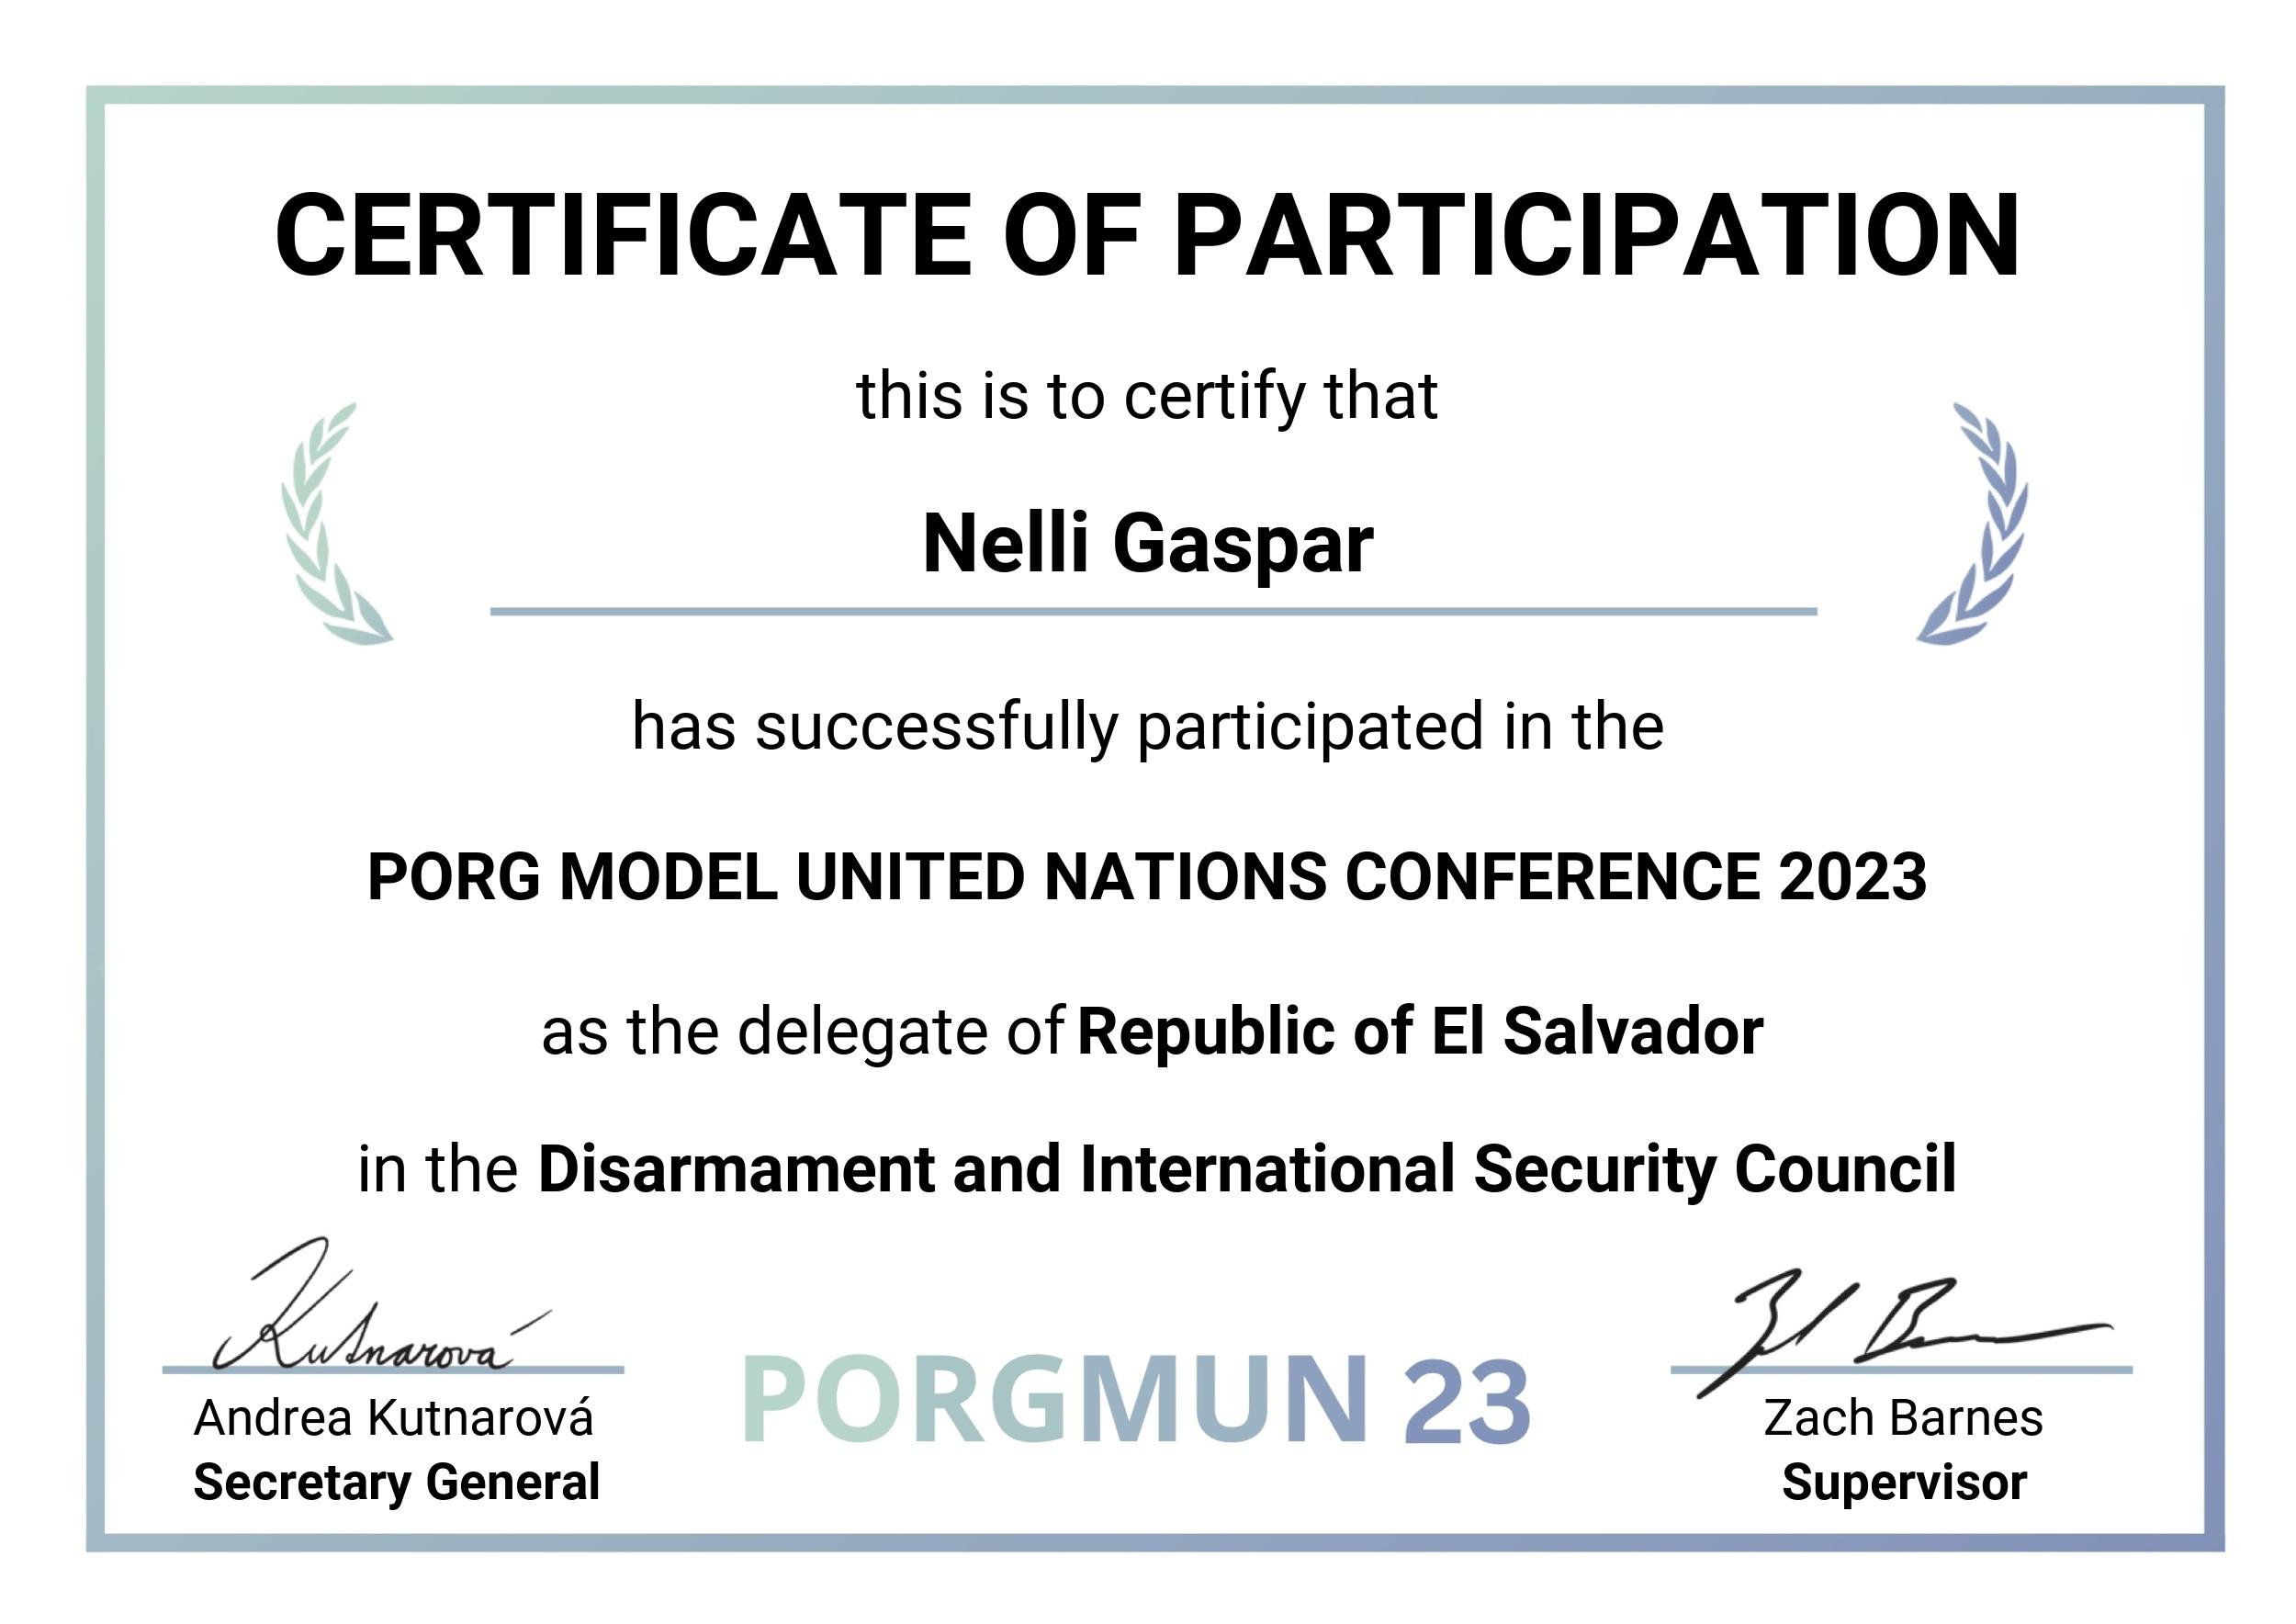 CERTIFICATE OF PARTICIPATION
this is to certify that
Nelli Gaspar
has successfully participated in the
PORG MODEL UNITED NATIONS CONFERENCE 2023
as the delegate of Republic of El Salvador
in the Disarmament and International Security Council
Kutnarová
Andrea Kutnarová
Secretary General
PORGMUN 23
Zach Barnes
Supervisor